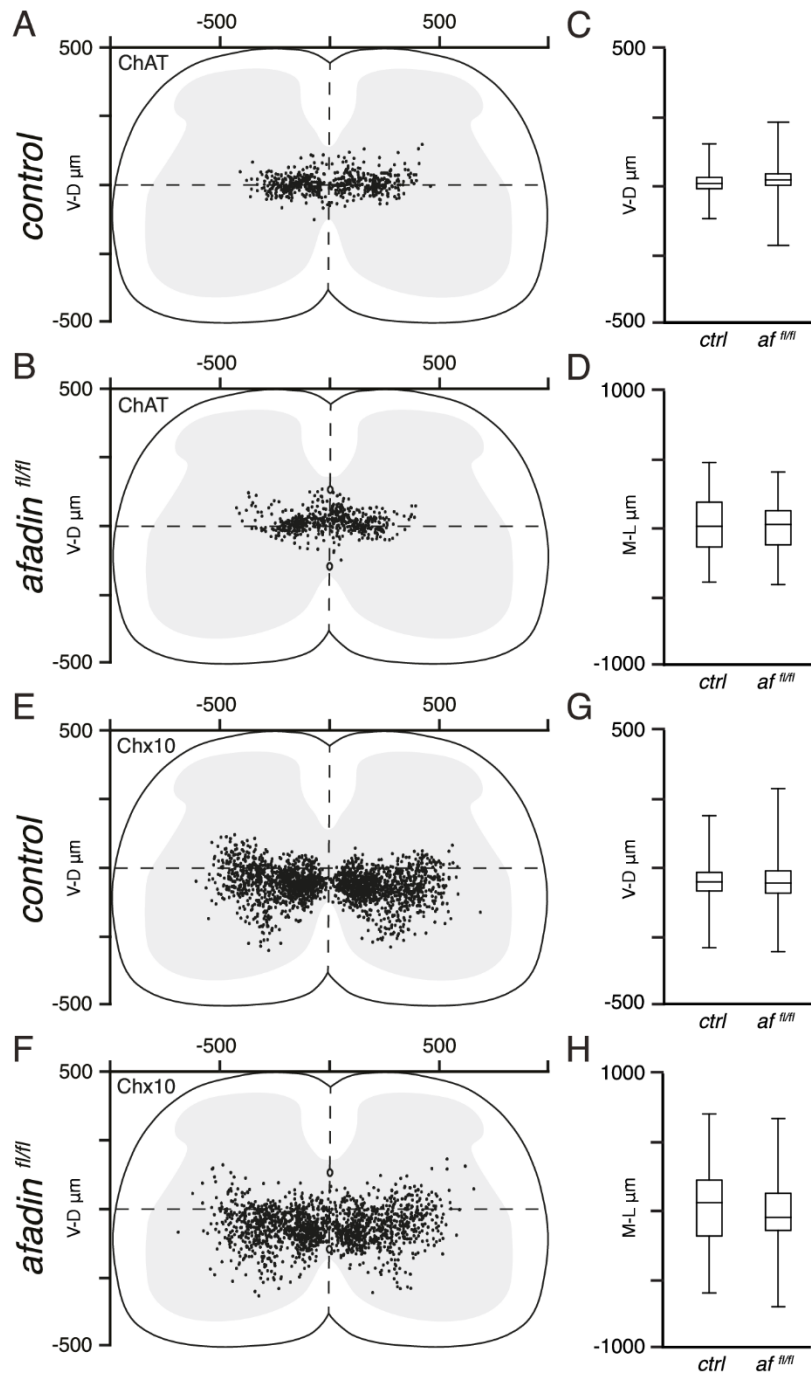 A
-500 500
500
ChAT
control
V-D µm
-500
C
500
V-D µm
-500
ctrl af fl/fl
B
-500 500
500
ChAT
afadin fl/fl
V-D µm
-500
D
1000
M-L µm
-1000
ctrl af fl/fl
E
-500 500
500
Chx10
control
V-D µm
-500
G
500
V-D µm
-500
ctrl af fl/fl
F
-500 500
500
Chx10
afadin fl/fl
V-D µm
-500
H
1000
M-L µm
-1000
ctrl af fl/fl